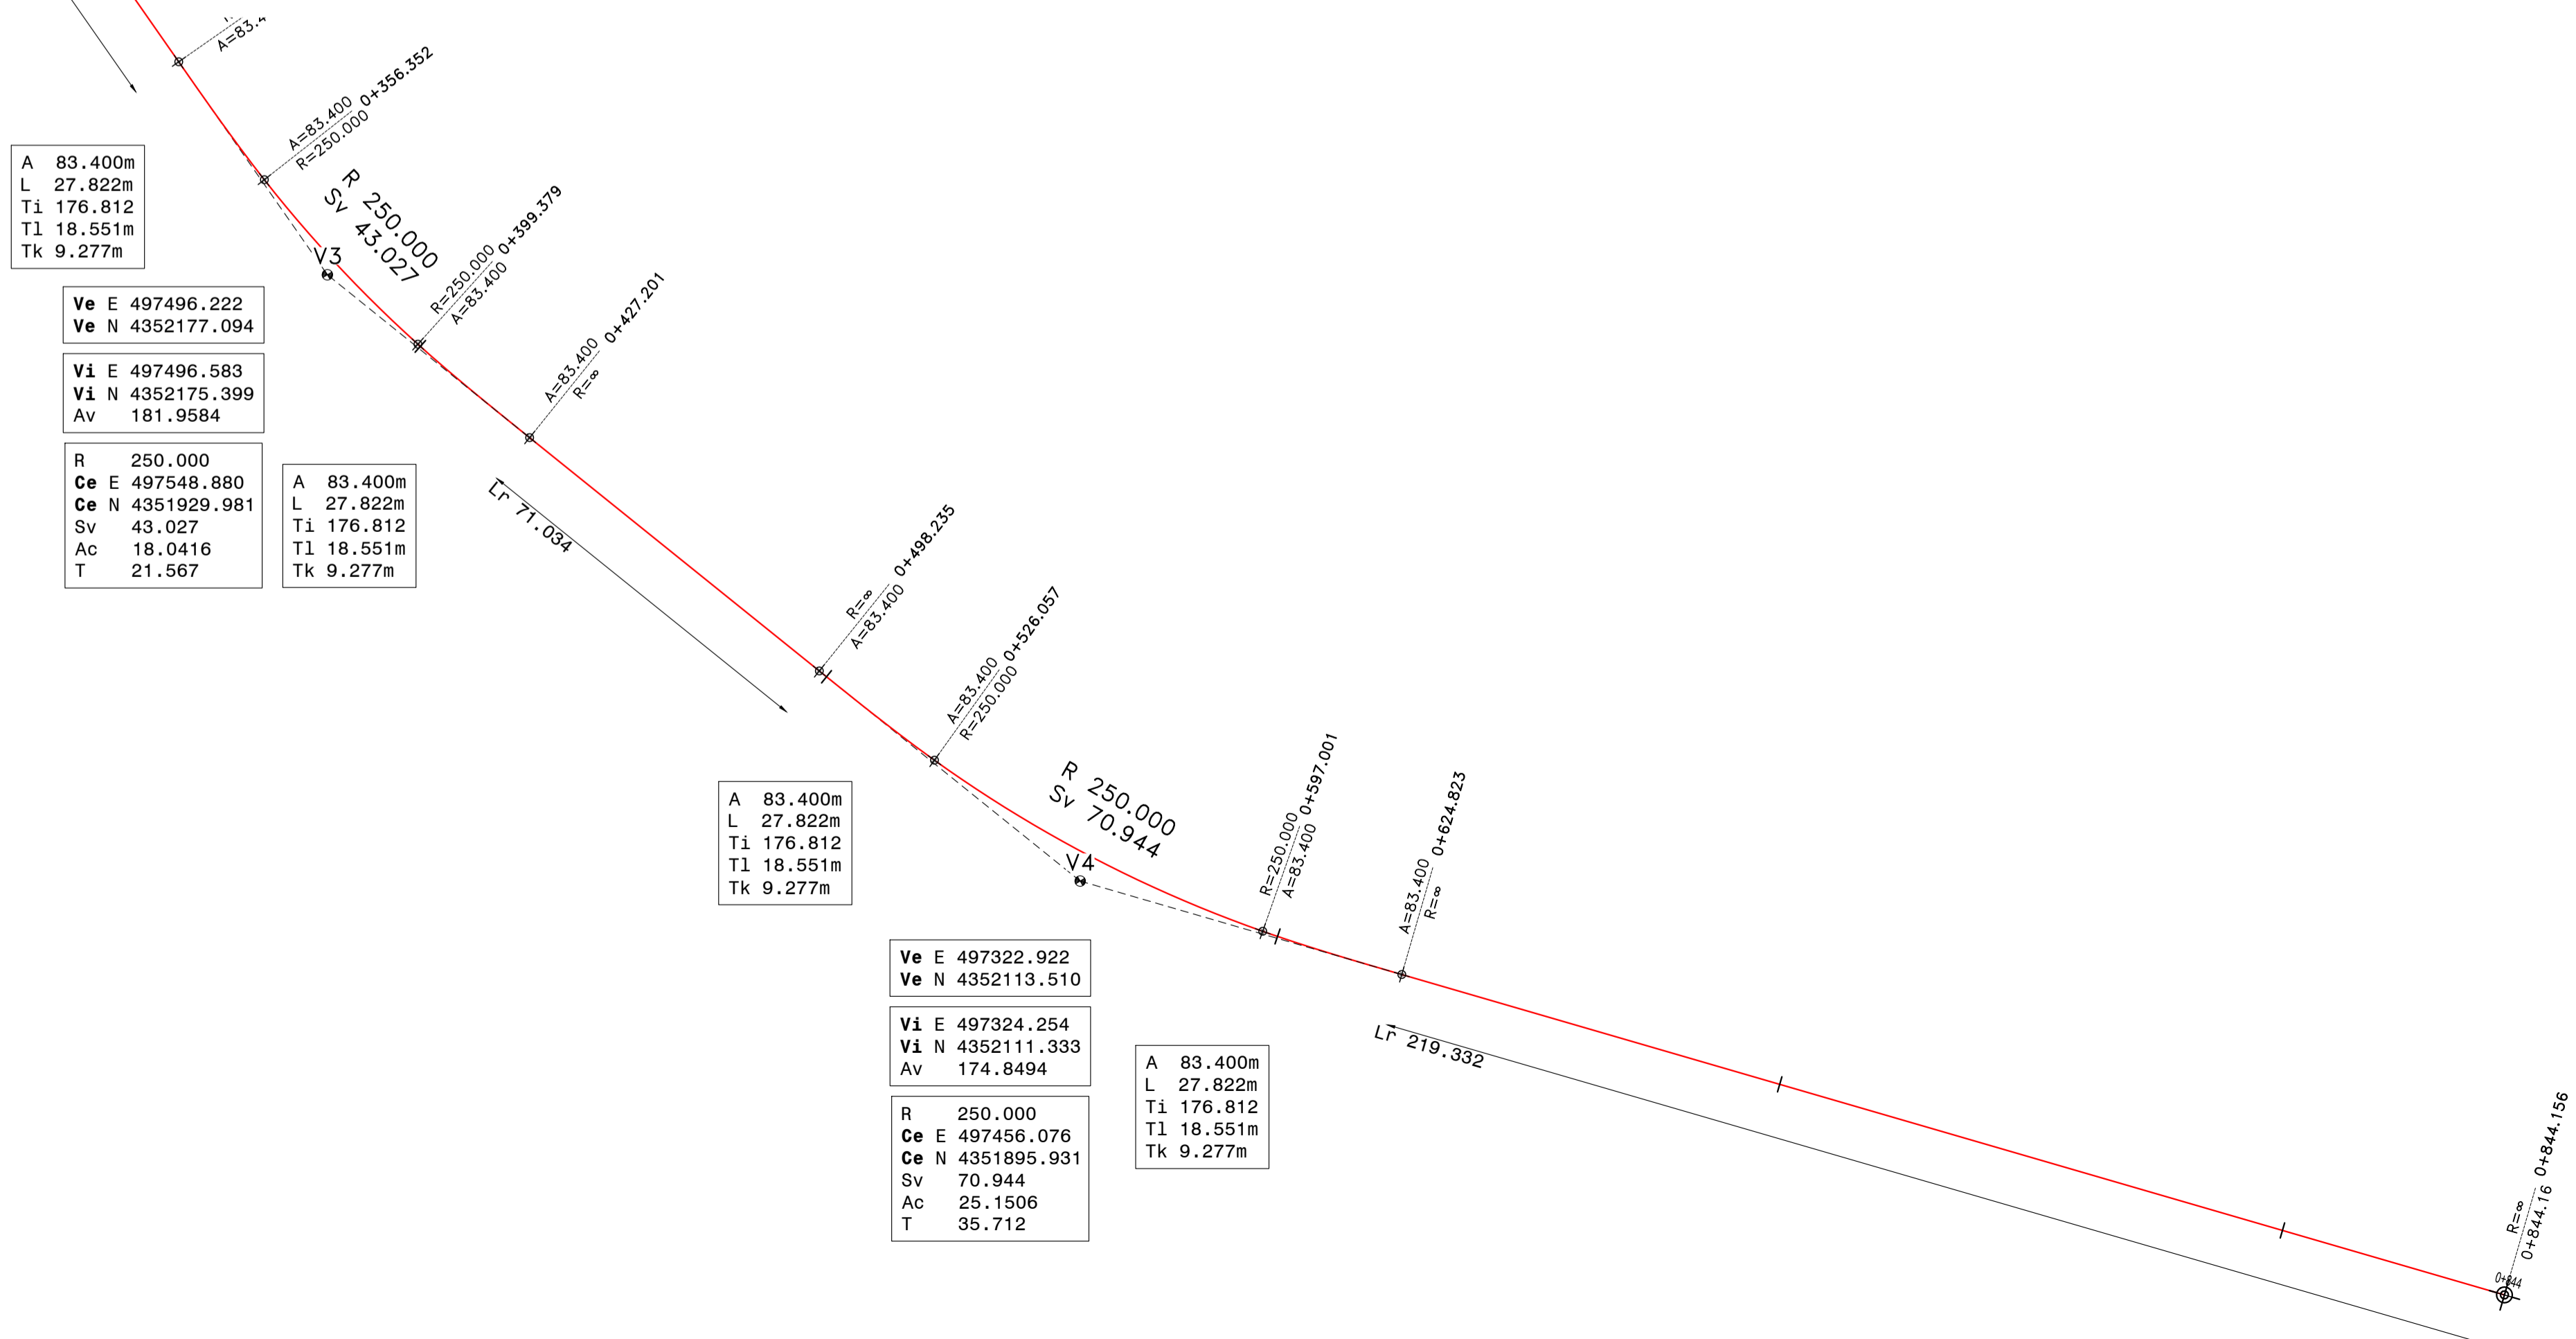 A=83.4
A=83.400
R=250.000
0+356.352
A 83.400m
L 27.822m
Ti 176.812
Tl 18.551m
Tk 9.277m
R 250.000
Sv 43.027
V3
R=250.000
A=83.400
0+399.379
Ve E 497496.222
Ve N 4352177.094
Vi E 497496.583
Vi N 4352175.399
Av 181.9584
R 250.000
Ce E 497548.880
Ce N 4351929.981
Sv 43.027
Ac 18.0416
T 21.567
A 83.400m
L 27.822m
Ti 176.812
Tl 18.551m
Tk 9.277m
A=83.400
R=∞
0+427.201
Lr 71.034
R=∞
A=83.400
0+498.235
A=83.400
R=250.000
0+526.057
A 83.400m
L 27.822m
Ti 176.812
Tl 18.551m
Tk 9.277m
R 250.000
Sv 70.944
V4
R=250.000
A=83.400
0+597.001
A=83.400
R=∞
0+624.823
Ve E 497322.922
Ve N 4352113.510
Vi E 497324.254
Vi N 4352111.333
Av 174.8494
R 250.000
Ce E 497456.076
Ce N 4351895.931
Sv 70.944
Ac 25.1506
T 35.712
A 83.400m
L 27.822m
Ti 176.812
Tl 18.551m
Tk 9.277m
Lr 219.332
R=∞
0+844.156
0+844.16
0+844